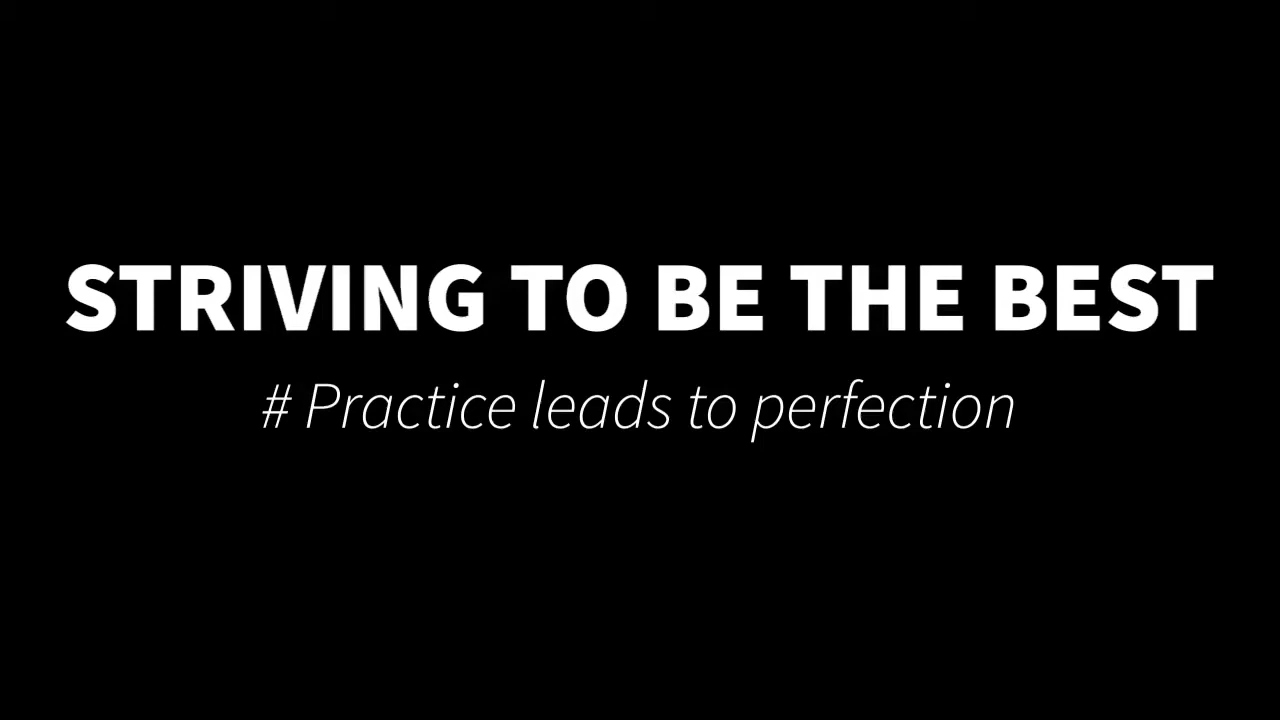 STRIVING TO BE THE BEST
# Practice leads to perfection